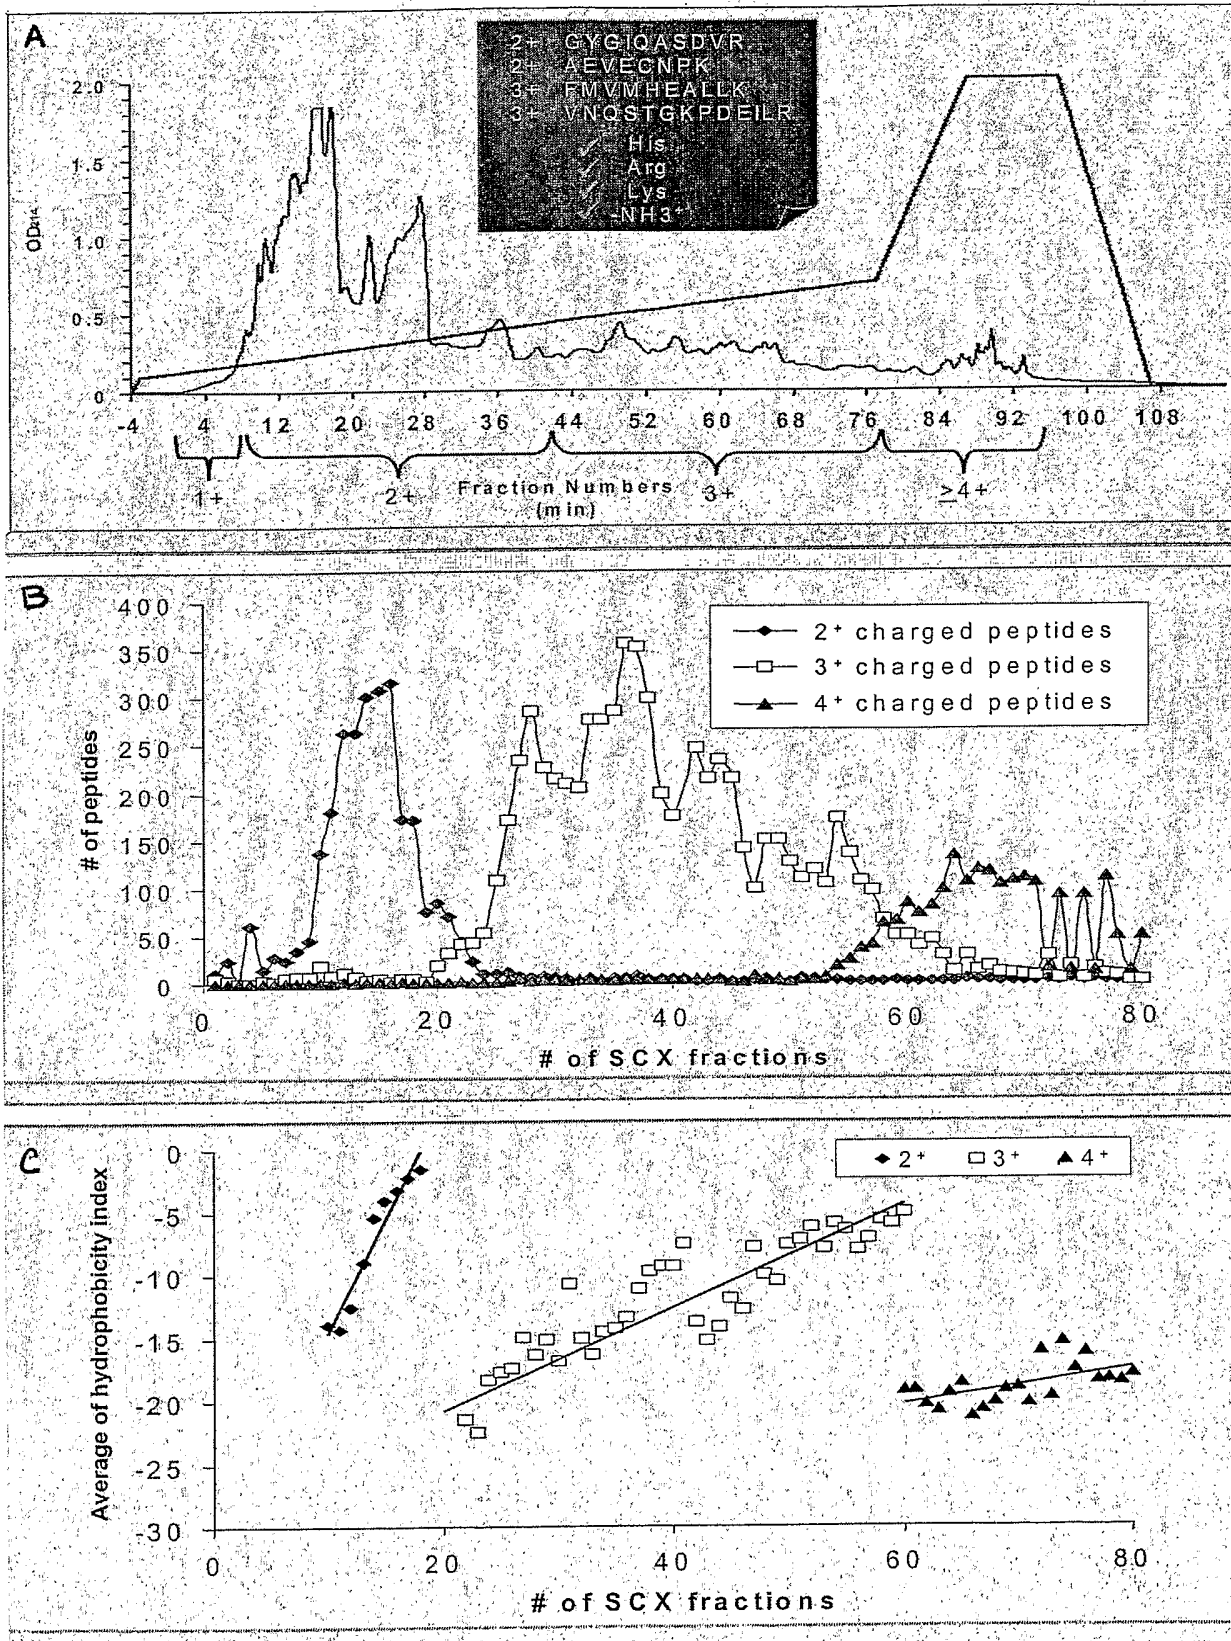 A
2+ GYGIQASDVR
2+ AEVECNPK
3+ FMVMHEALLK
3+ VNQSTGKPDEILR
✓ His
✓ Arg
✓ Lys
✓ -NH3+
2.0
1.5
1.0
0.5
0
-4 4 12 20 28 36 44 52 60 68 76 84 92 100 108
1+ 2+ Fraction Numbers 3+ ≥4+
(min)
B
400
350
300
250
200
150
100
50
0
# of peptides
2+ charged peptides
3+ charged peptides
4+ charged peptides
0 20 40 60 80
# of SCX fractions
C
0
-5
-10
-15
-20
-25
-30
Average of hydrophobicity index
2+ 3+ 4+
0 20 40 60 80
# of SCX fractions